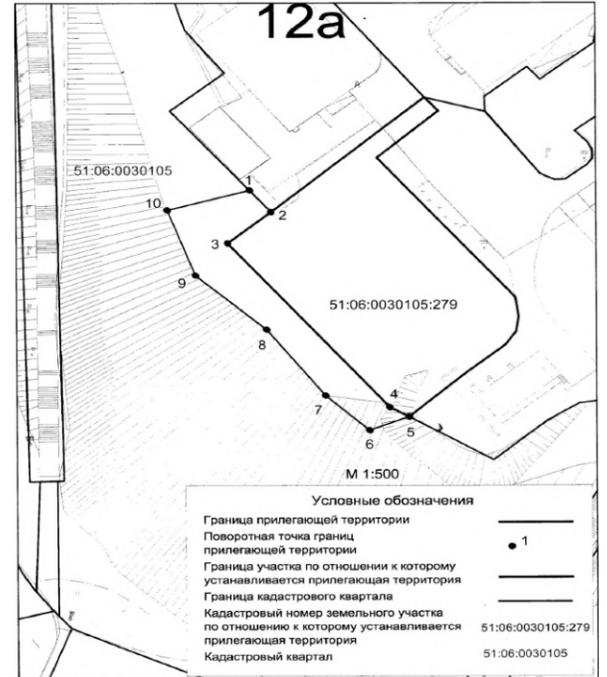 12а
51:06:0030105
1
10
2
3
9
51:06:0030105:279
8
4
7
5
6
М 1:500
Условные обозначения
Граница прилегающей территории
Поворотная точка границ
прилегающей территории
1
Граница участка по отношении к которому
устанавливается прилегающая территория
Граница кадастрового квартала
Кадастровый номер земельного участка
по отношению к которому устанавливается
прилегающая территория
51:06:0030105:279
Кадастровый квартал
51:06:0030105